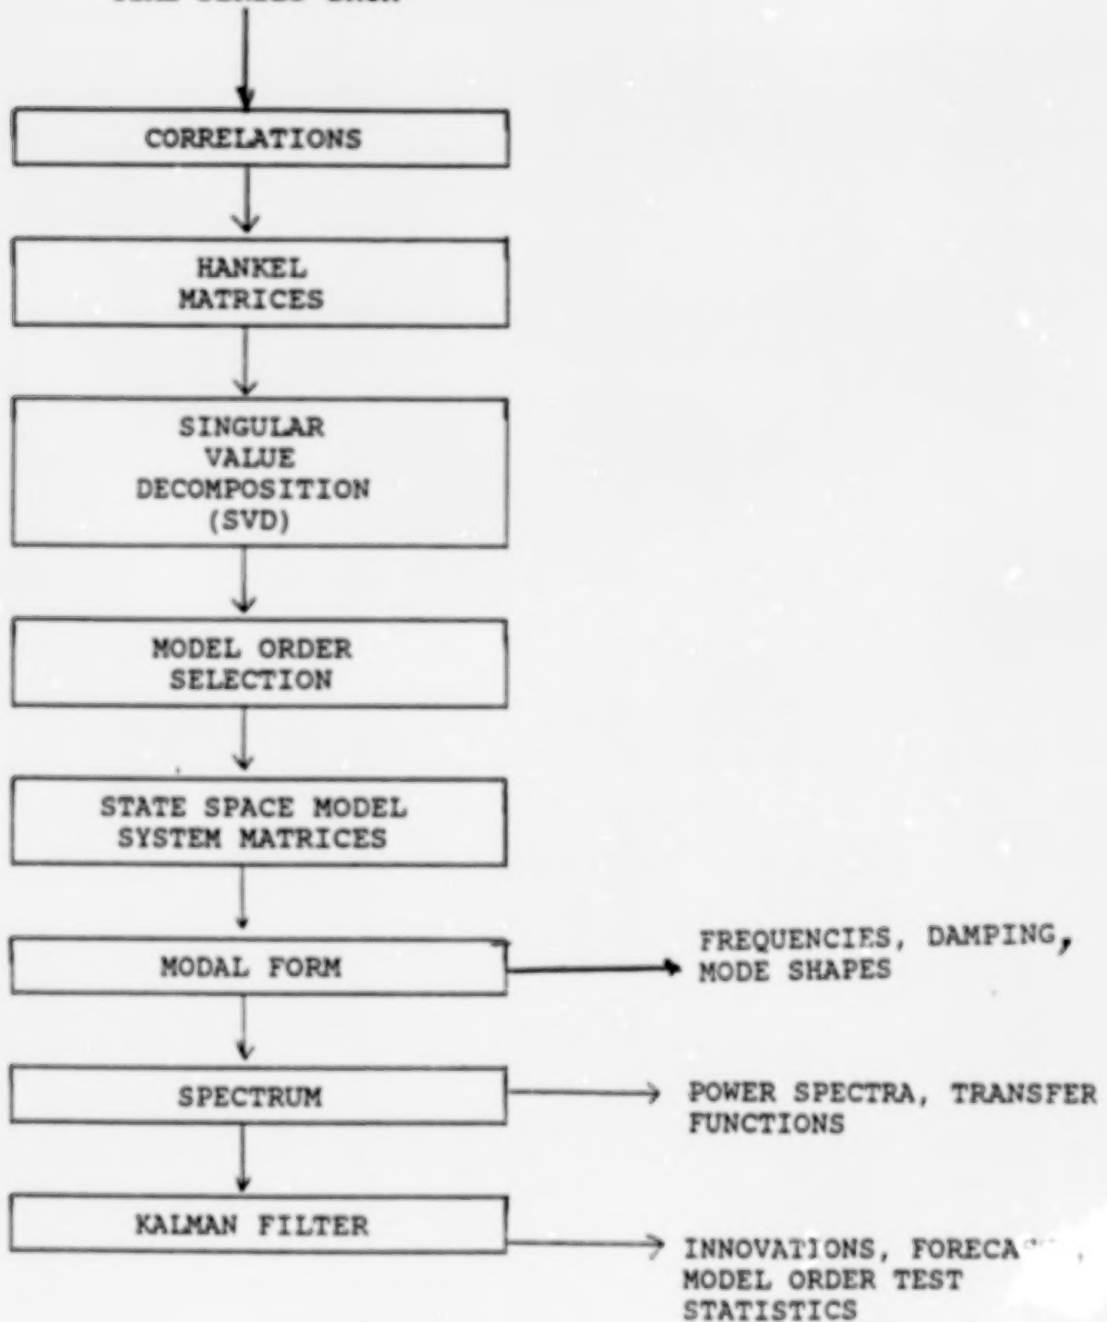 CORRELATIONS
HANKEL
MATRICES
SINGULAR
VALUE
DECOMPOSITION
(SVD)
MODEL ORDER
SELECTION
STATE SPACE MODEL
SYSTEM MATRICES
MODAL FORM
FREQUENCIES, DAMPING,
MODE SHAPES
SPECTRUM
POWER SPECTRA, TRANSFER
FUNCTIONS
KALMAN FILTER
INNOVATIONS,
MODEL ORDER TEST
STATISTICS